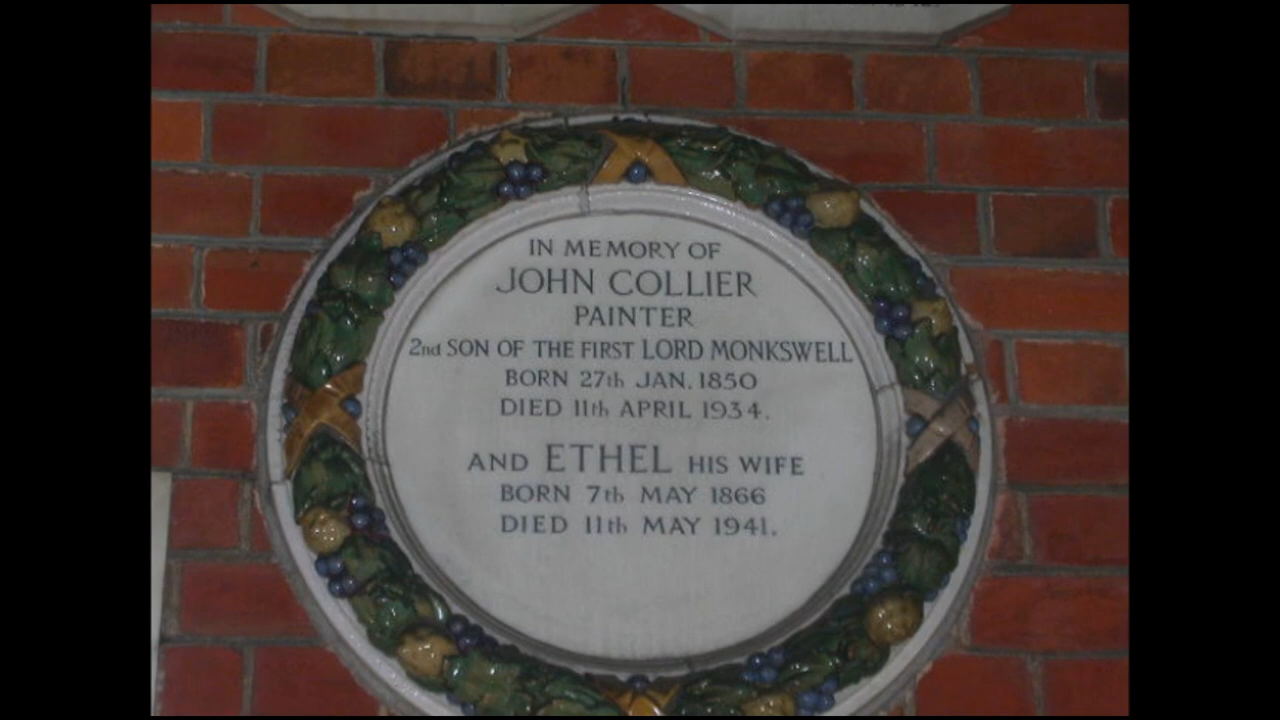 IN MEMORY OF
JOHN COLLIER
PAINTER
2nd SON OF THE FIRST LORD MONKSWELL
BORN 27th JAN. 1850
DIED 11th APRIL 1934.
AND ETHEL HIS WIFE
BORN 7th MAY 1866
DIED 11th MAY 1941.